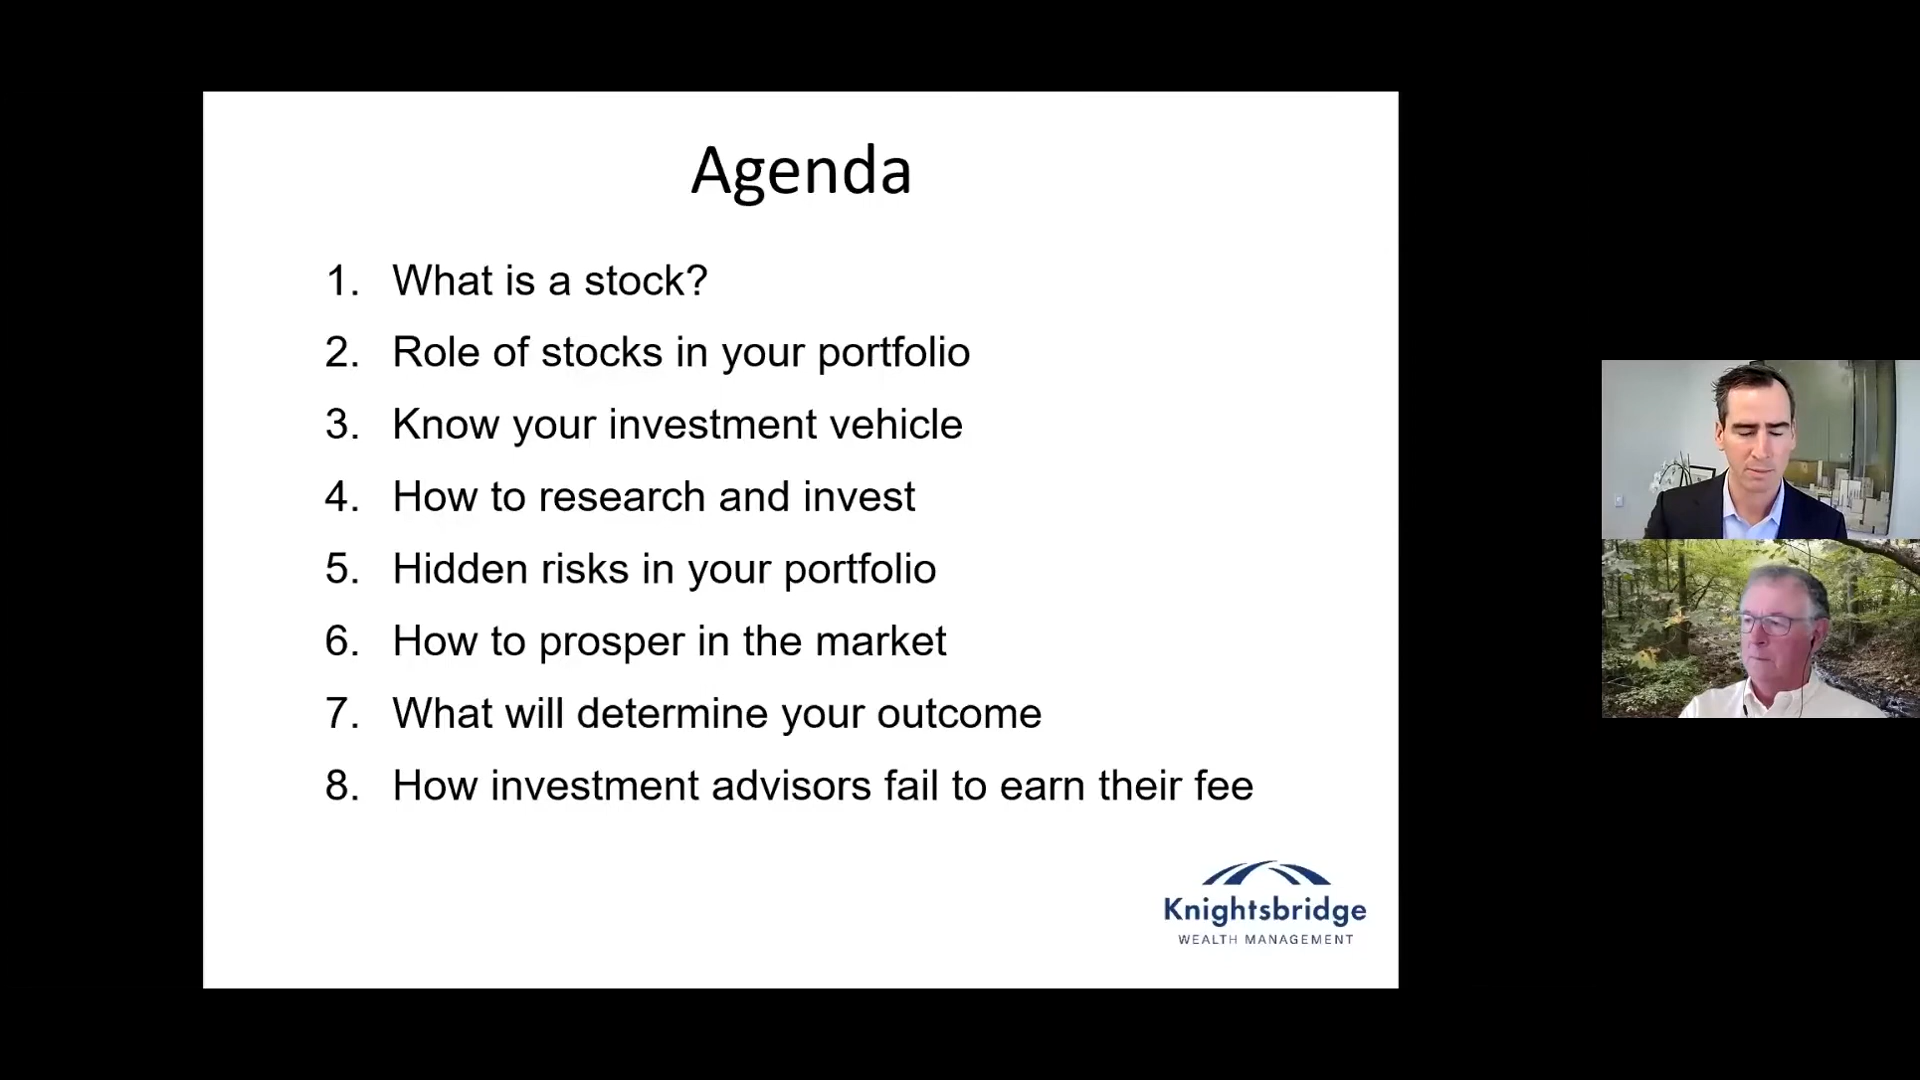 Agenda
1. What is a stock?
2. Role of stocks in your portfolio
3. Know your investment vehicle
4. How to research and invest
5. Hidden risks in your portfolio
6. How to prosper in the market
7. What will determine your outcome
8. How investment advisors fail to earn their fee
Knightsbridge
WEALTH MANAGEMENT